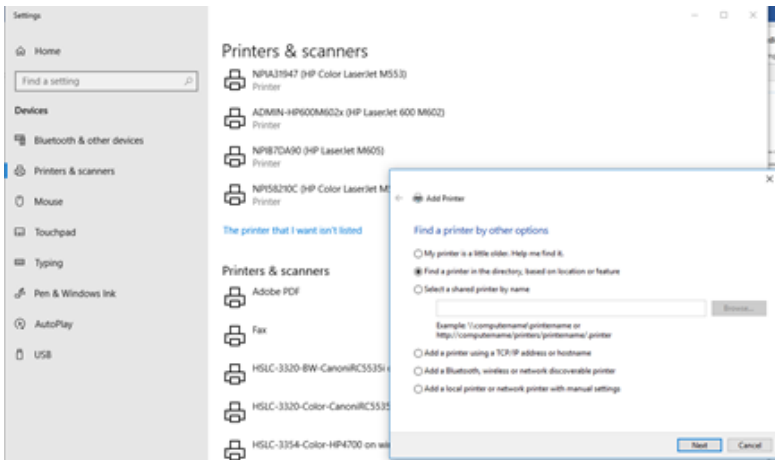 Settings
Home
Find a setting
Devices
Bluetooth & other devices
Printers & scanners
Mouse
Touchpad
Typing
Pen & Windows Ink
AutoPlay
USB
Printers & scanners
NPIA31947 (HP Color LaserJet M553)
Printer
ADMIN-HP600M602x (HP LaserJet 600 M602)
Printer
NPIB7DA90 (HP LaserJet M605)
Printer
NPI58210C (HP Color LaserJet
Printer
The printer that I want isn't listed
Printers & scanners
Adobe PDF
Fax
HSLC-3320-BW-CanoniRC5535i
HSLC-3320-Color-CanoniRC5535
HSLC-3354-Color-HP4700 on
Add Printer
Find a printer by other options
My printer is a little older. Help me find it.
Find a printer in the directory, based on location or feature
Select a shared printer by name
Browse...
Example: \\computername\printername or
http://computername/printers/printername/.printer
Add a printer using a TCP/IP address or hostname
Add a Bluetooth, wireless or network discoverable printer
Add a local printer or network printer with manual settings
Next
Cancel